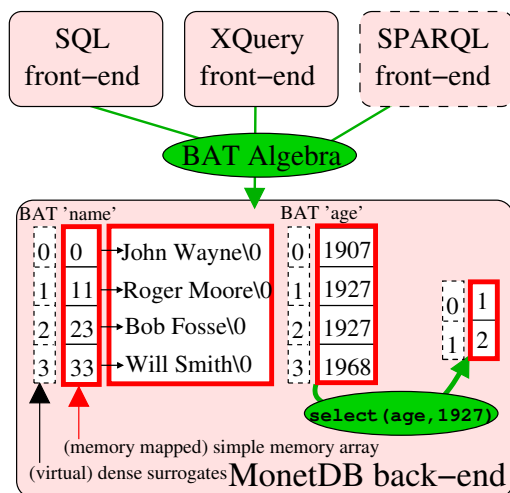 SQL
front−end
XQuery
front−end
SPARQL
front−end
BAT Algebra
BAT 'name'
BAT 'age'
0 0 John Wayne\0 0 1907
1 11 Roger Moore\0 1 1927
2 23 Bob Fosse\0 2 1927
3 33 Will Smith\0 3 1968
0 1
1 2
select(age,1927)
(memory mapped) simple memory array
(virtual) dense surrogates
MonetDB back−end